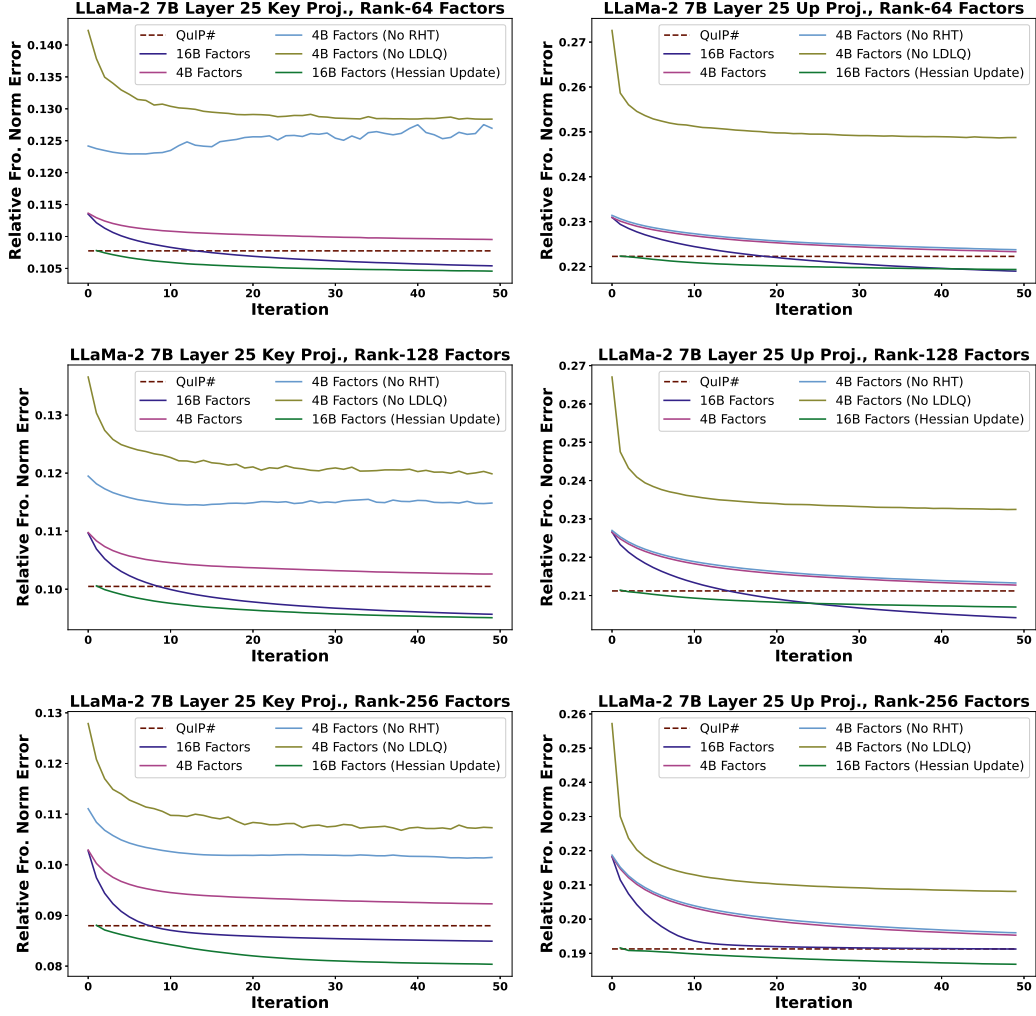 LLaMa-2 7B Layer 25 Key Proj., Rank-64 Factors
Relative Fro. Norm Error
0.140
0.135
0.130
0.125
0.120
0.115
0.110
0.105
QuIP#
16B Factors
4B Factors
4B Factors (No RHT)
4B Factors (No LDLQ)
16B Factors (Hessian Update)
0 10 20 30 40 50
Iteration
LLaMa-2 7B Layer 25 Up Proj., Rank-64 Factors
Relative Fro. Norm Error
0.27
0.26
0.25
0.24
0.23
0.22
QuIP#
16B Factors
4B Factors
4B Factors (No RHT)
4B Factors (No LDLQ)
16B Factors (Hessian Update)
0 10 20 30 40 50
Iteration
LLaMa-2 7B Layer 25 Key Proj., Rank-128 Factors
Relative Fro. Norm Error
0.13
0.12
0.11
0.10
QuIP#
16B Factors
4B Factors
4B Factors (No RHT)
4B Factors (No LDLQ)
16B Factors (Hessian Update)
0 10 20 30 40 50
Iteration
LLaMa-2 7B Layer 25 Up Proj., Rank-128 Factors
Relative Fro. Norm Error
0.27
0.26
0.25
0.24
0.23
0.22
0.21
QuIP#
16B Factors
4B Factors
4B Factors (No RHT)
4B Factors (No LDLQ)
16B Factors (Hessian Update)
0 10 20 30 40 50
Iteration
LLaMa-2 7B Layer 25 Key Proj., Rank-256 Factors
Relative Fro. Norm Error
0.13
0.12
0.11
0.10
0.09
0.08
QuIP#
16B Factors
4B Factors
4B Factors (No RHT)
4B Factors (No LDLQ)
16B Factors (Hessian Update)
0 10 20 30 40 50
Iteration
LLaMa-2 7B Layer 25 Up Proj., Rank-256 Factors
Relative Fro. Norm Error
0.26
0.25
0.24
0.23
0.22
0.21
0.20
0.19
QuIP#
16B Factors
4B Factors
4B Factors (No RHT)
4B Factors (No LDLQ)
16B Factors (Hessian Update)
0 10 20 30 40 50
Iteration